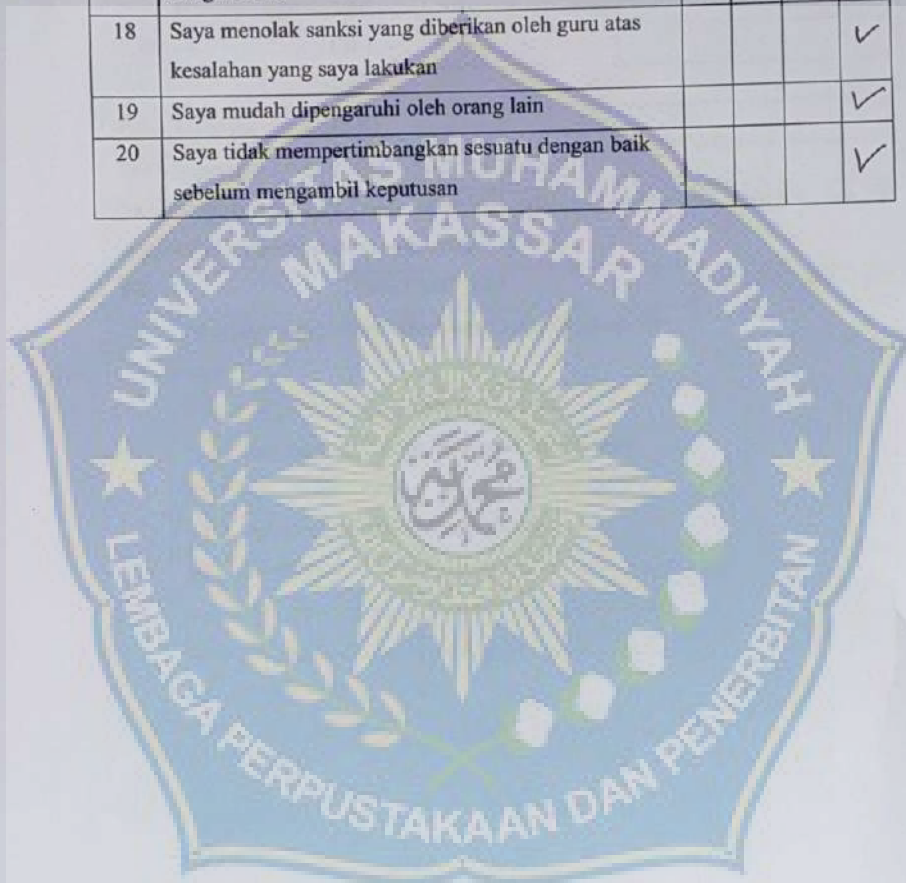 18 Saya menolak sanksi yang diberikan oleh guru atas ✓
kesalahan yang saya lakukan
19 Saya mudah dipengaruhi oleh orang lain ✓
20 Saya tidak mempertimbangkan sesuatu dengan baik ✓
sebelum mengambil keputusan
UNIVERSITAS MUHAMMADIYAH
MAKASSAR
LEMBAGA PERPUSTAKAAN DAN PENERBITAN